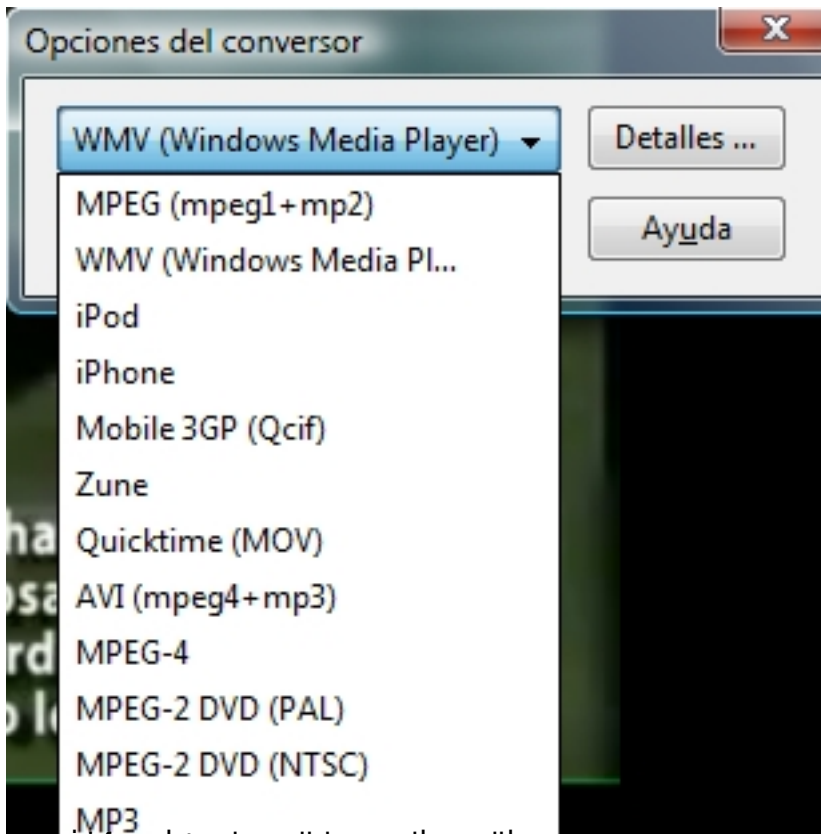 Opciones del conversor
WMV (Windows Media Player)
Detalles ...
MPEG (mpeg1+mp2)
Ayuda
WMV (Windows Media Pl...
iPod
iPhone
Mobile 3GP (Qcif)
Zune
Quicktime (MOV)
AVI (mpeg4+mp3)
MPEG-4
MPEG-2 DVD (PAL)
MPEG-2 DVD (NTSC)
MP3